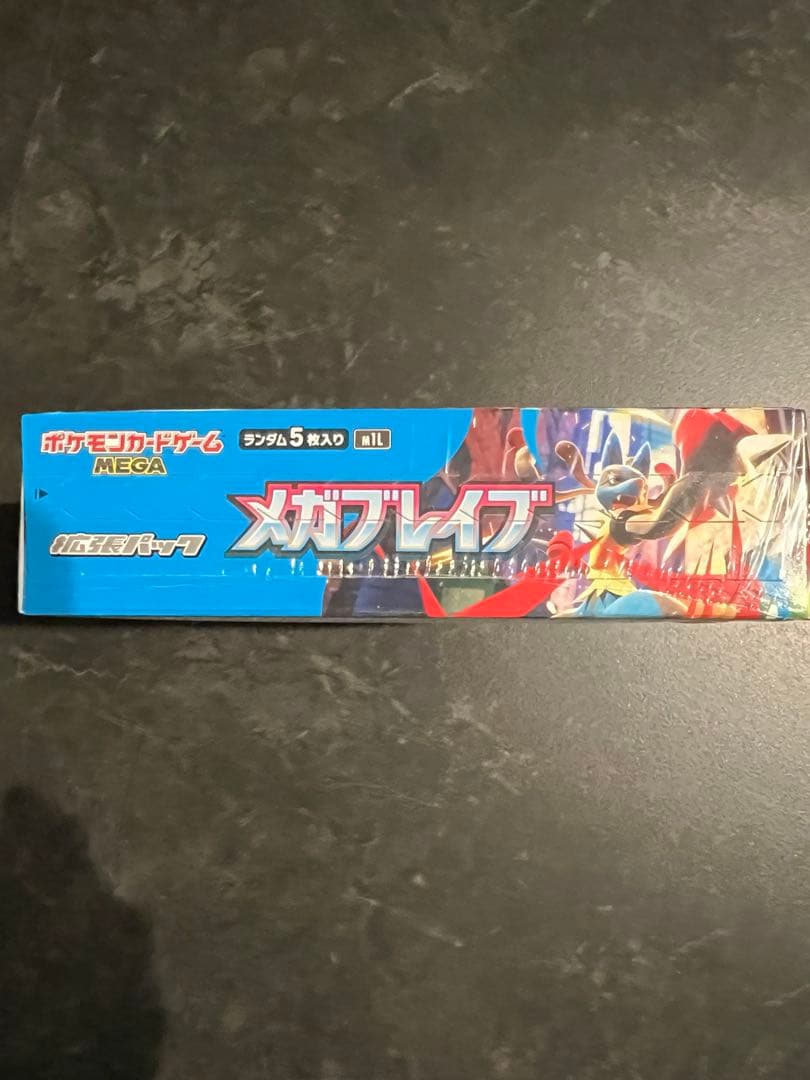 ポケモンカードゲーム
MEGA
ランダム5枚入り M1L
拡張パック
メガブレイブ